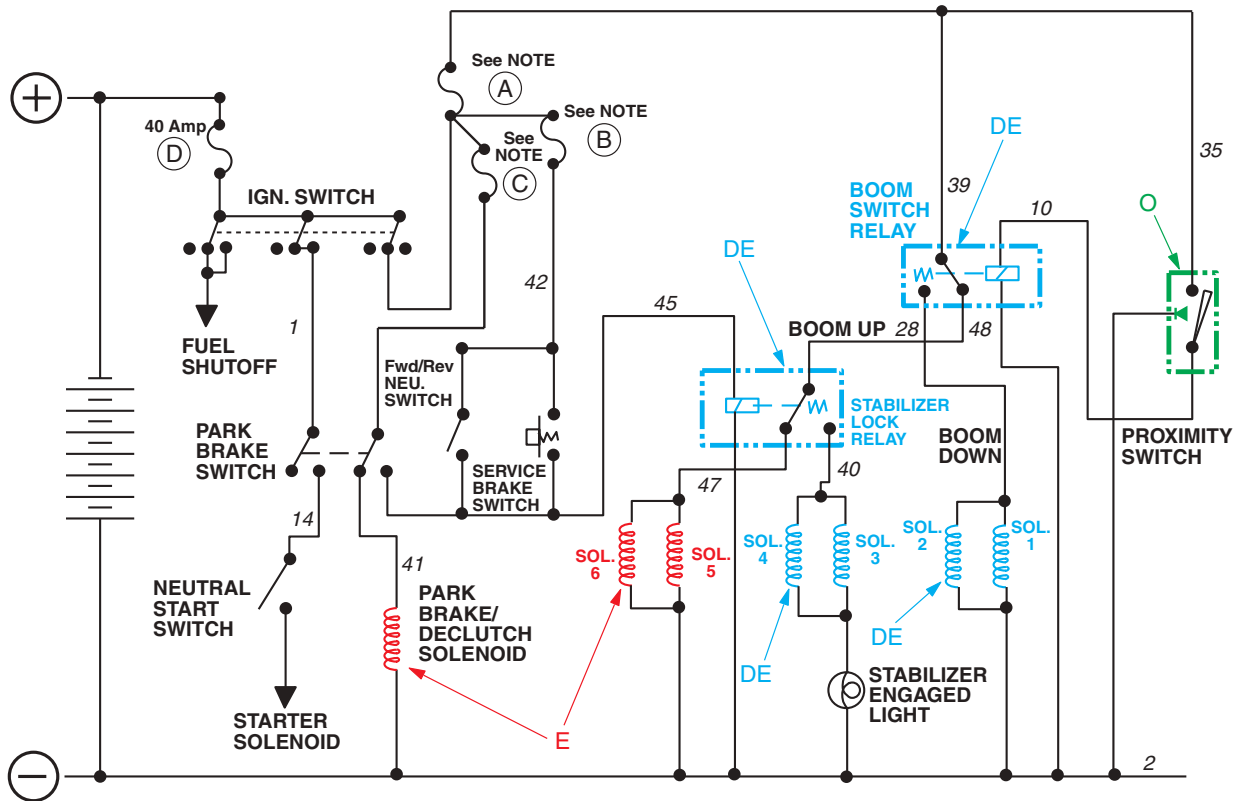 See NOTE
A
See NOTE
B
See
NOTE
C
40 Amp
D
+
IGN. SWITCH
DE
39
35
BOOM
SWITCH
RELAY
10
O
DE
42
45
1
FUEL
SHUTOFF
BOOM UP
28
48
Fwd/Rev
NEU.
SWITCH
STABILIZER
LOCK
RELAY
PARK
BRAKE
SWITCH
BOOM
DOWN
PROXIMITY
SWITCH
SERVICE
BRAKE
SWITCH
47
40
14
41
SOL.
6
SOL.
5
SOL.
4
SOL.
3
SOL.
2
SOL.
1
NEUTRAL
START
SWITCH
PARK
BRAKE/
DECLUTCH
SOLENOID
DE
DE
STABILIZER
ENGAGED
LIGHT
STARTER
SOLENOID
E
2
−